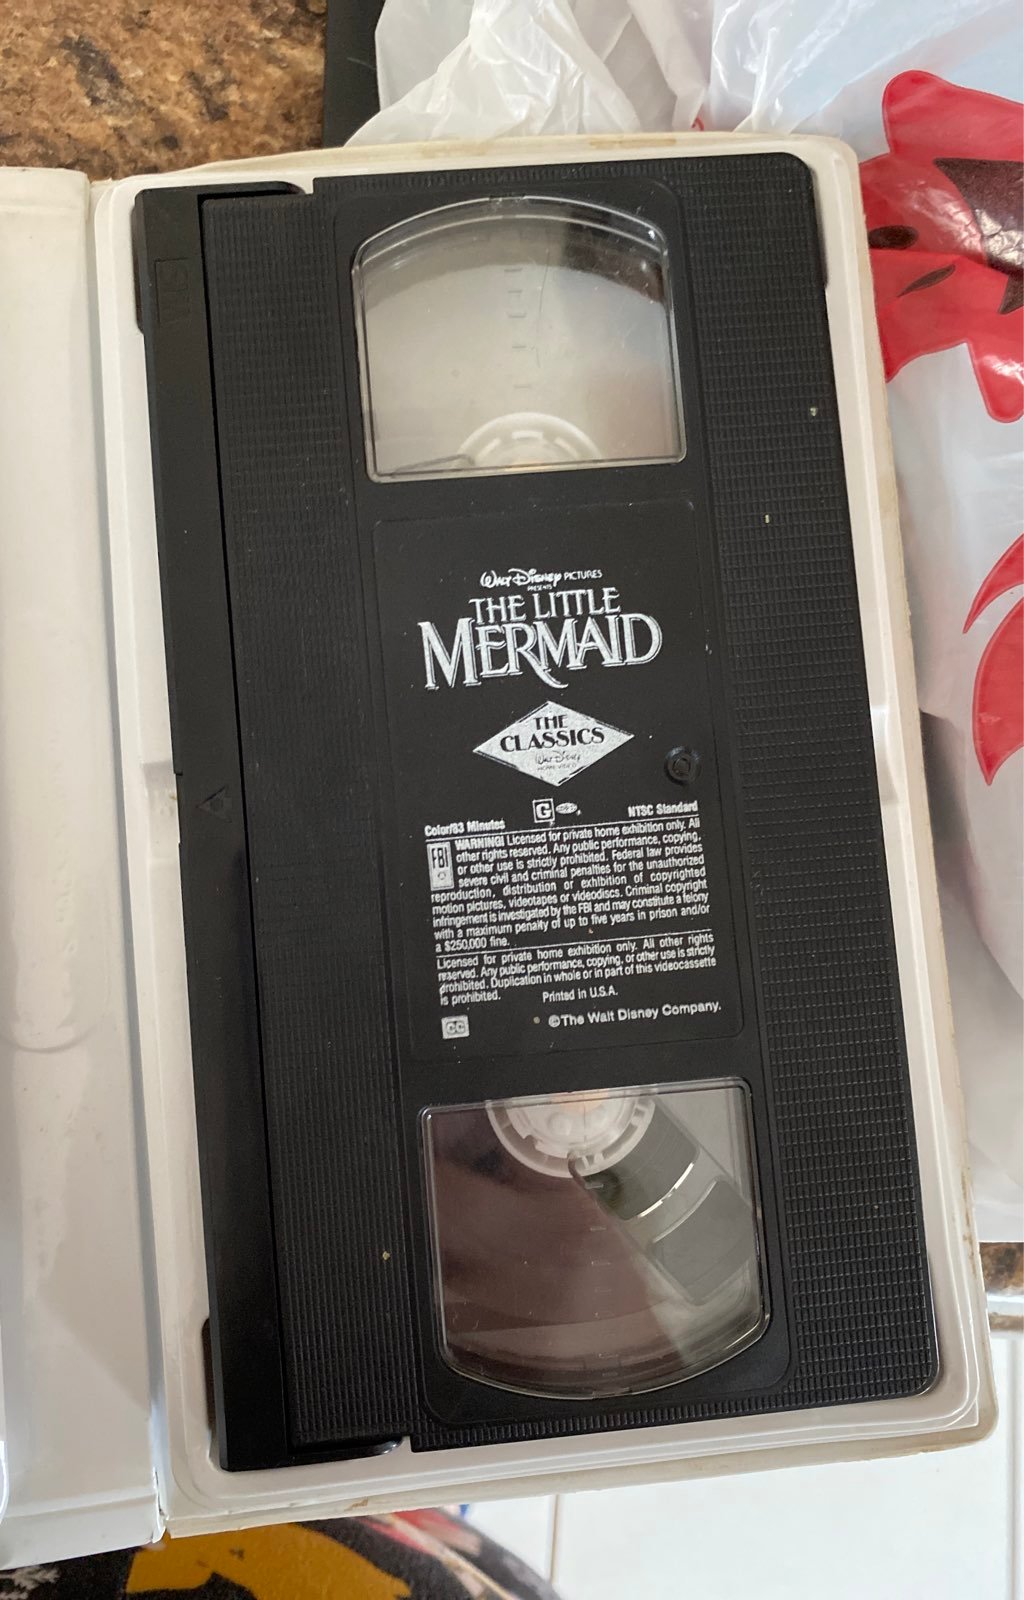 WALT DISNEY PICTURES
PRESENTS
THE LITTLE
MERMAID
THE
CLASSICS
Walt Disney
HOME VIDEO
G
Color/83 Minutes NTSC Standard
FBI
WARNING! Licensed for private home exhibition only. All
other rights reserved. Any public performance, copying,
or other use is strictly prohibited. Federal law provides
severe civil and criminal penalties for the unauthorized
reproduction, distribution or exhibition of copyrighted
motion pictures, videotapes or videodiscs. Criminal copyright
infringement is investigated by the FBI and may constitute a felony
with a maximum penalty of up to five years in prison and/or
a $250,000 fine.
Licensed for private home exhibition only. All other rights
reserved. Any public performance, copying, or other use is strictly
prohibited. Duplication in whole or in part of this videocassette
is prohibited. Printed in U.S.A.
CC ©The Walt Disney Company.